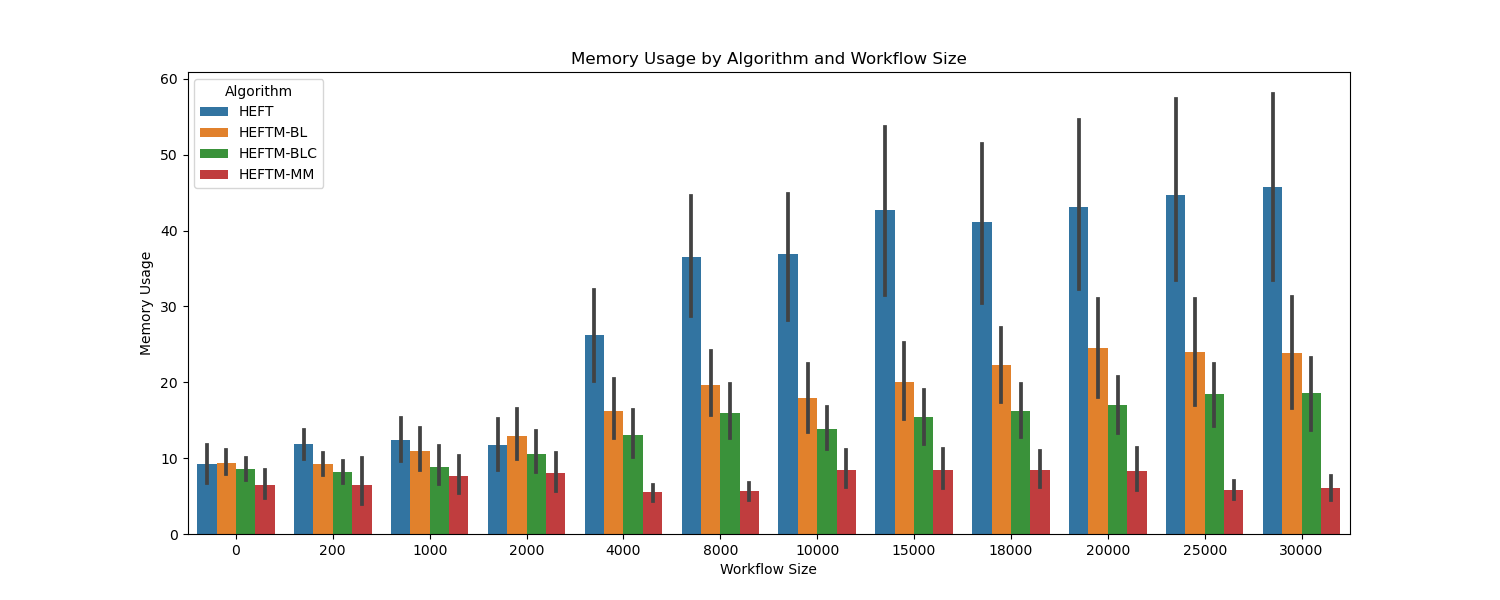 Memory Usage by Algorithm and Workflow Size
60
50
40
30
20
10
0
Memory Usage
Algorithm
HEFT
HEFTM-BL
HEFTM-BLC
HEFTM-MM
0 200 1000 2000 4000 8000 10000 15000 18000 20000 25000 30000
Workflow Size